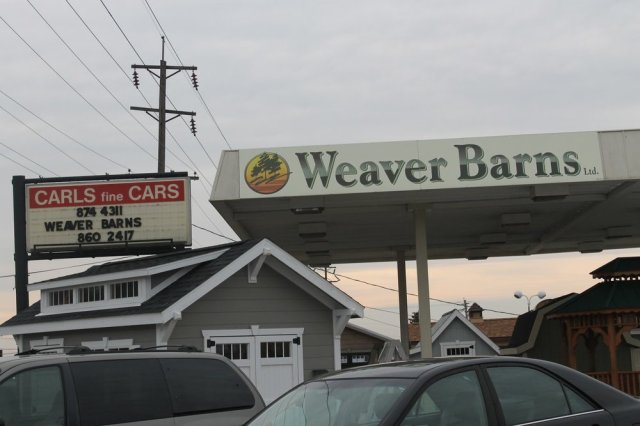 CARLS fine CARS
874 4311
WEAVER BARNS
860 2417
Weaver Barns Ltd.